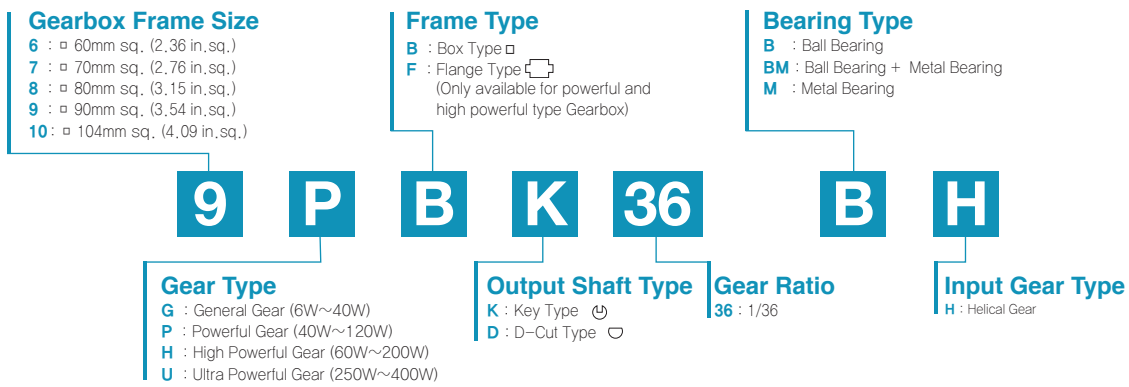 Gearbox Frame Size
6 : □ 60mm sq. (2.36 in.sq.)
7 : □ 70mm sq. (2.76 in.sq.)
8 : □ 80mm sq. (3.15 in.sq.)
9 : □ 90mm sq. (3.54 in.sq.)
10 : □ 104mm sq. (4.09 in.sq.)
Frame Type
B : Box Type □
F : Flange Type
(Only available for powerful and
high powerful type Gearbox)
Bearing Type
B : Ball Bearing
BM : Ball Bearing + Metal Bearing
M : Metal Bearing
9 P B K 36 B H
Gear Type
G : General Gear (6W~40W)
P : Powerful Gear (40W~120W)
H : High Powerful Gear (60W~200W)
U : Ultra Powerful Gear (250W~400W)
Output Shaft Type
K : Key Type
D : D-Cut Type
Gear Ratio
36 : 1/36
Input Gear Type
H : Helical Gear